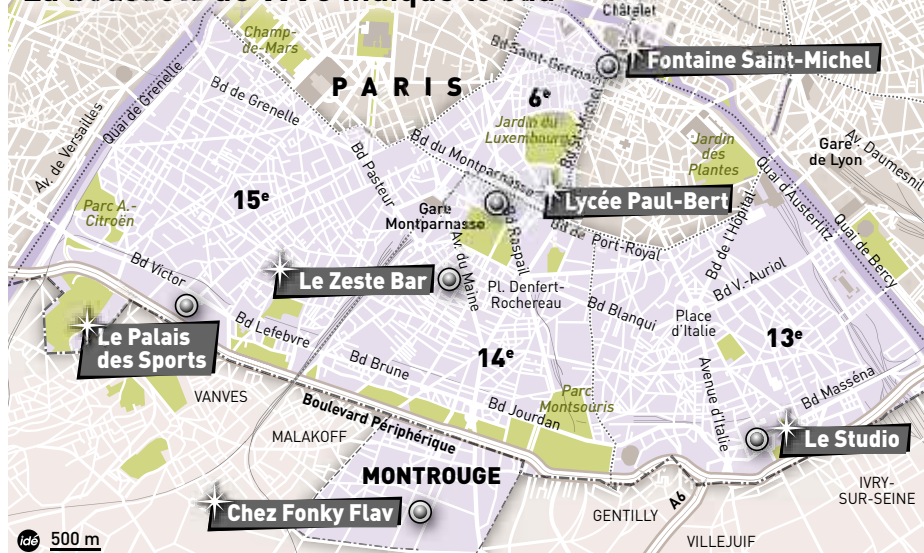 Châtelet
Champ-
de-Mars
Bd Saint-Germain
Fontaine Saint-Michel
PARIS
6e
Quai de Grenelle
Bd de Grenelle
Av. de Versailles
Jardin du
Luxembourg
Bd St-Michel
Jardin
des
Plantes
Gare
de Lyon
Av. Daumesnil
Bd du Montparnasse
Bd Pasteur
Quai d'Austerlitz
15e
Parc A.-
Citroën
Gare
Montparnasse
Lycée Paul-Bert
Bd Raspail
Bd de Port-Royal
Bd de l'Hôpital
Quai de Bercy
Bd Victor
Av. du Maine
Le Zeste Bar
Pl. Denfert-
Rochereau
Bd V.-Auriol
Bd Blanqui
Place
d'Italie
Bd Lefebvre
Le Palais
des Sports
13e
14e
Bd Brune
Avenue d'Italie
Bd Masséna
VANVES
Parc
Montsouris
Bd Jourdan
Boulevard Périphérique
MALAKOFF
Le Studio
MONTROUGE
IVRY-
SUR-SEINE
A6
Chez Fonky Flav
GENTILLY
VILLEJUIF
idé
500 m